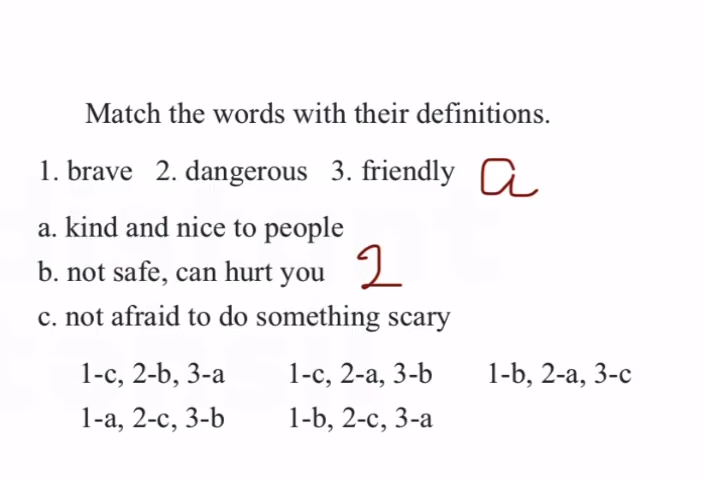 Match the words with their definitions.
1. brave 2. dangerous 3. friendly a
a. kind and nice to people
b. not safe, can hurt you 2
c. not afraid to do something scary
1-c, 2-b, 3-a 1-c, 2-a, 3-b 1-b, 2-a, 3-c
1-a, 2-c, 3-b 1-b, 2-c, 3-a